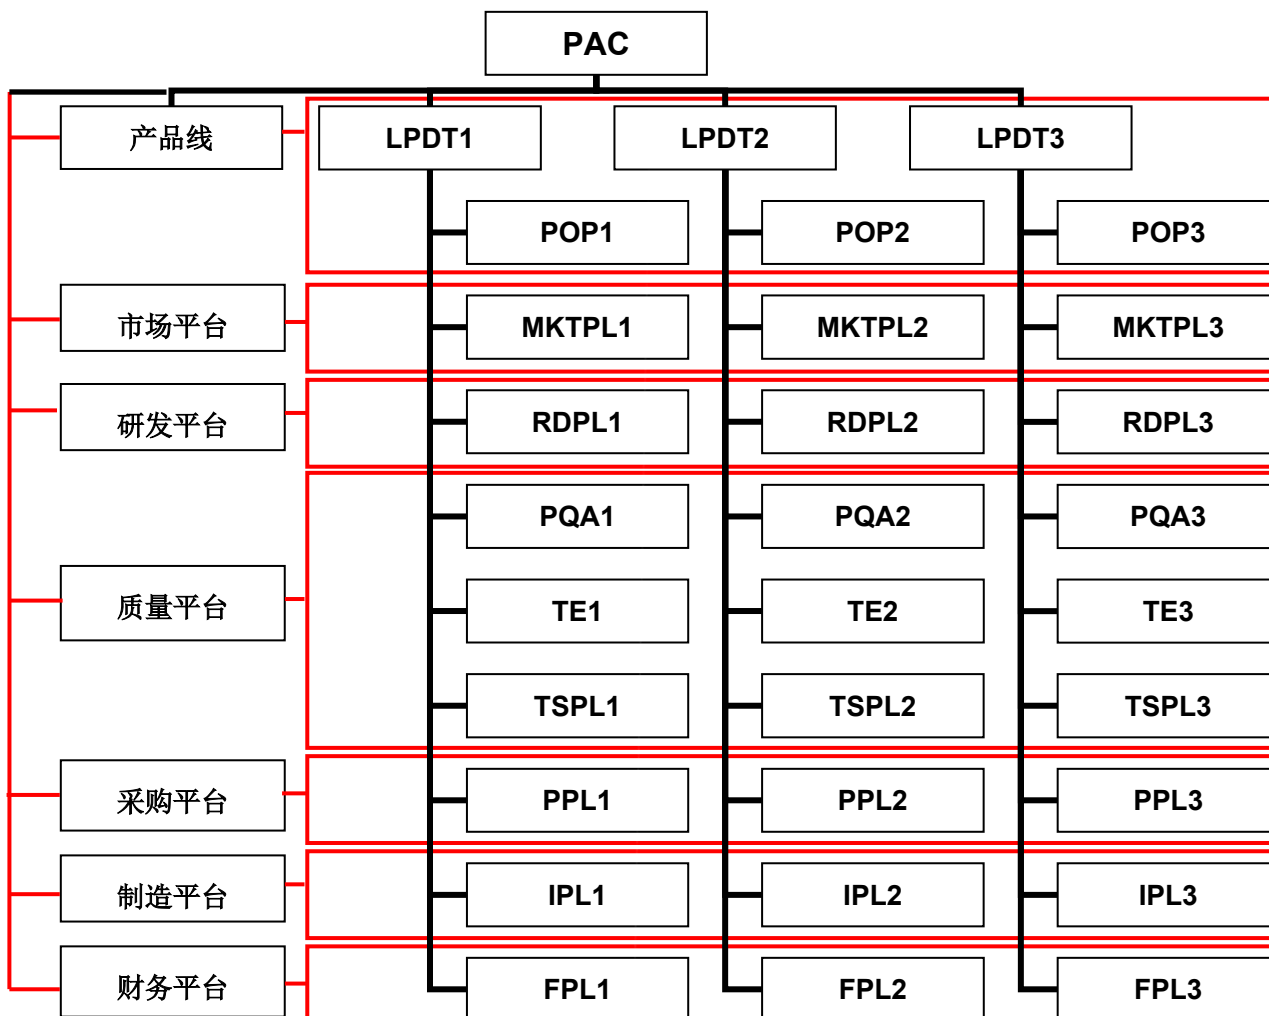 PAC
产品线 LPDT1 LPDT2 LPDT3
POP1 POP2 POP3
市场平台 MKTPL1 MKTPL2 MKTPL3
研发平台 RDPL1 RDPL2 RDPL3
PQA1 PQA2 PQA3
质量平台 TE1 TE2 TE3
TSPL1 TSPL2 TSPL3
采购平台 PPL1 PPL2 PPL3
制造平台 IPL1 IPL2 IPL3
财务平台 FPL1 FPL2 FPL3